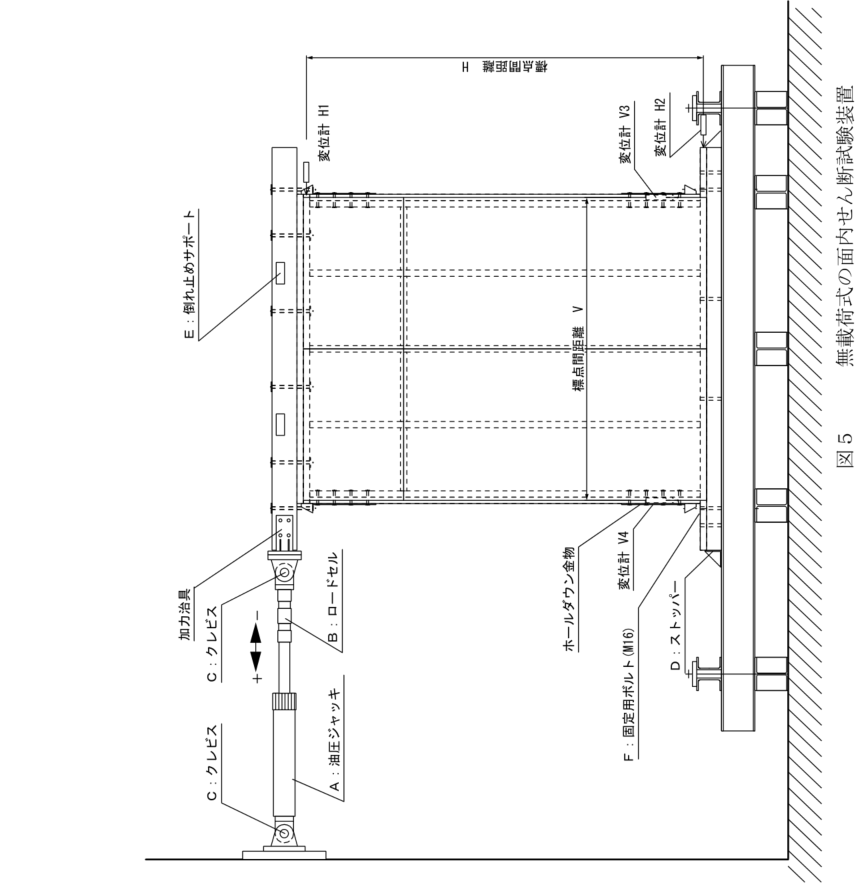 標点間距離　H
変位計 H1
変位計 V3
変位計 H2
E：倒れ止めサポート
標点間距離　V
加力治具
C：クレビス
B：ロードセル
+
−
C：クレビス
A：油圧ジャッキ
ホールダウン金物
変位計 V4
F：固定用ボルト(M16)
D：ストッパー
図５　無載荷式の面内せん断試験装置